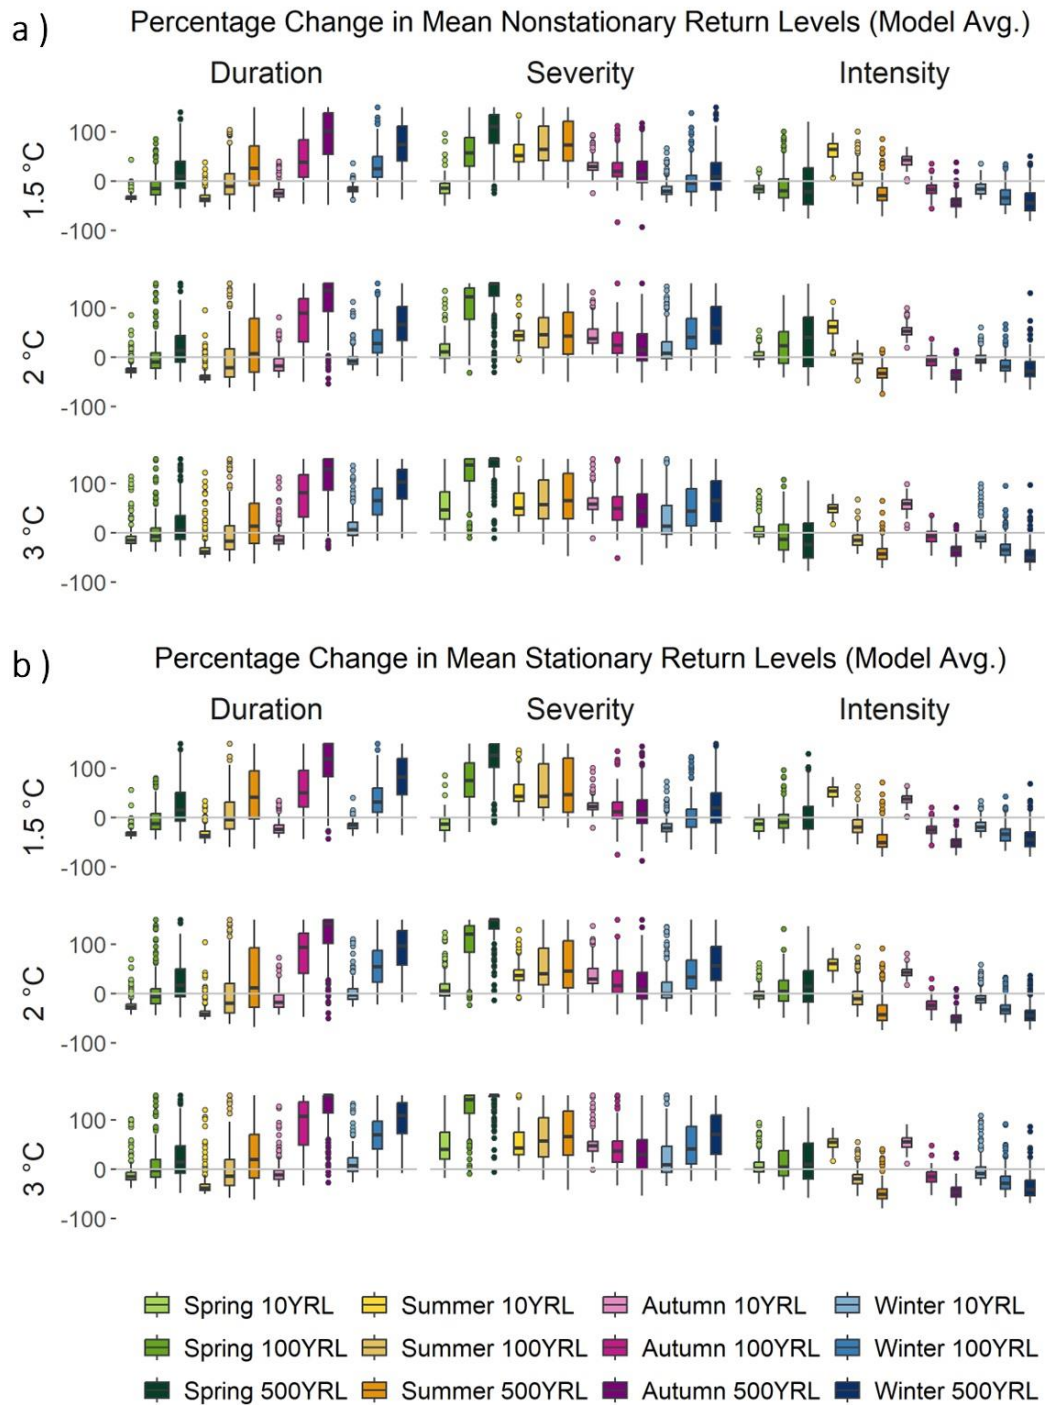 a )
Percentage Change in Mean Nonstationary Return Levels (Model Avg.)
Duration Severity Intensity
1.5 °C
100
0
-100
2 °C
100
0
-100
3 °C
100
0
-100
b )
Percentage Change in Mean Stationary Return Levels (Model Avg.)
Duration Severity Intensity
1.5 °C
100
0
-100
2 °C
100
0
-100
3 °C
100
0
-100
Spring 10YRL Summer 10YRL Autumn 10YRL Winter 10YRL
Spring 100YRL Summer 100YRL Autumn 100YRL Winter 100YRL
Spring 500YRL Summer 500YRL Autumn 500YRL Winter 500YRL